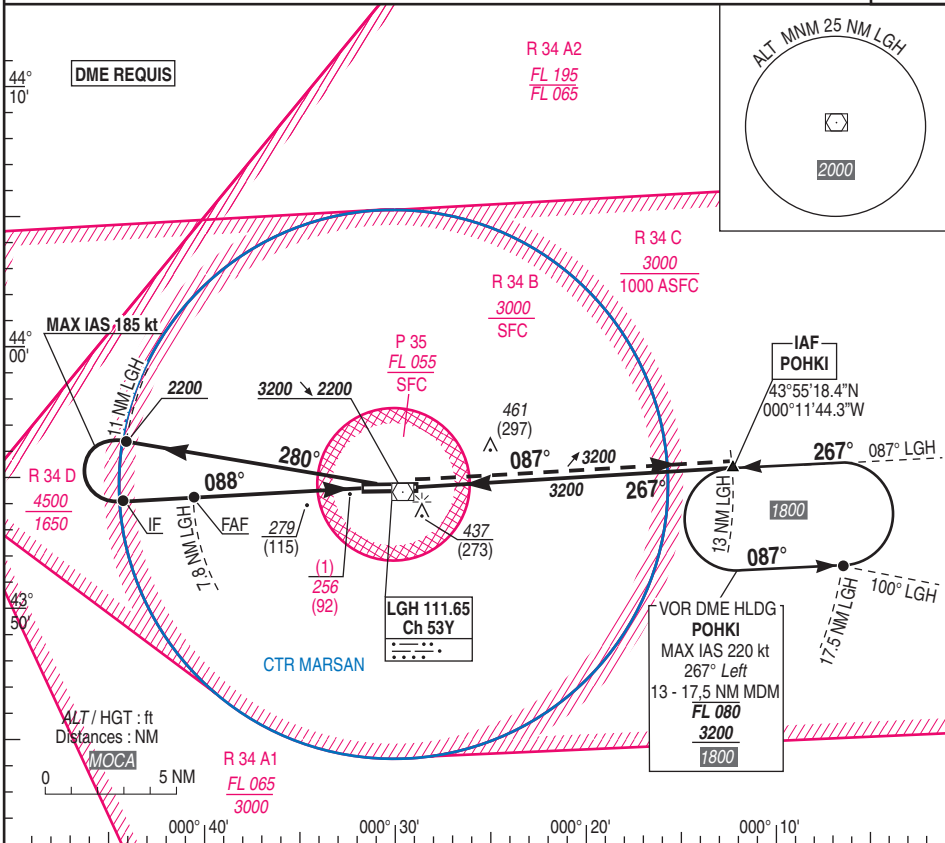 DME REQUIS
44°
10'
R 34 A2
FL 195
FL 065
ALT MNM 25 NM LGH
2000
R 34 C
3000
1000 ASFC
R 34 B
3000
SFC
MAX IAS 185 kt
44°
00'
P 35
FL 055
SFC
IAF
POHKI
43°55'18.4"N
000°11'44.3"W
11 NM LGH
2200
3200 ↘ 2200
461
(297)
280°
087°
↗ 3200
3200
267°
267°
087° LGH
R 34 D
4500
1650
088°
IF
FAF
7.8 NM LGH
279
(115)
437
(273)
13 NM LGH
1800
087°
100° LGH
17.5 NM LGH
(1)
256
(92)
43°
50'
LGH 111.65
Ch 53Y
VOR DME HLDG
POHKI
MAX IAS 220 kt
267° Left
13 - 17,5 NM MDM
FL 080
3200
1800
CTR MARSAN
ALT / HGT : ft
Distances : NM
MOCA
0 5 NM
R 34 A1
FL 065
3000
000° 40' 000° 30' 000° 20' 000° 10'